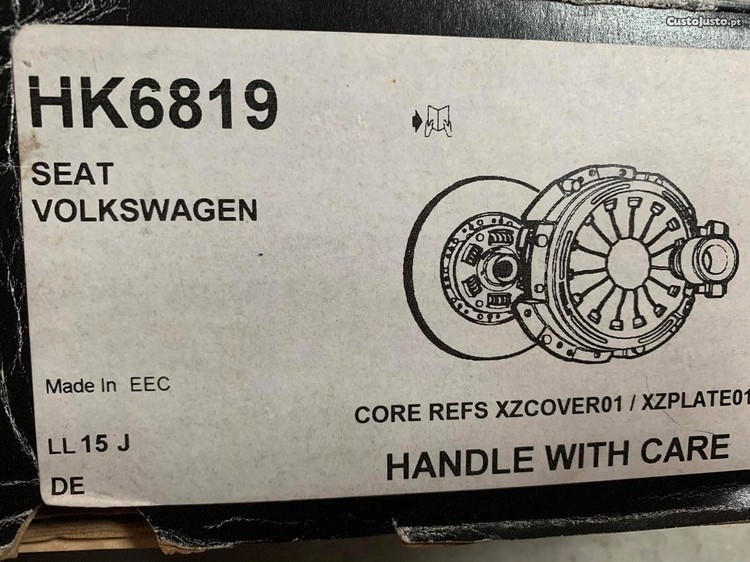 CustoJusto.pt
HK6819
SEAT
VOLKSWAGEN
Made In EEC
CORE REFS XZCOVER01 / XZPLATE01
LL 15 J
HANDLE WITH CARE
DE